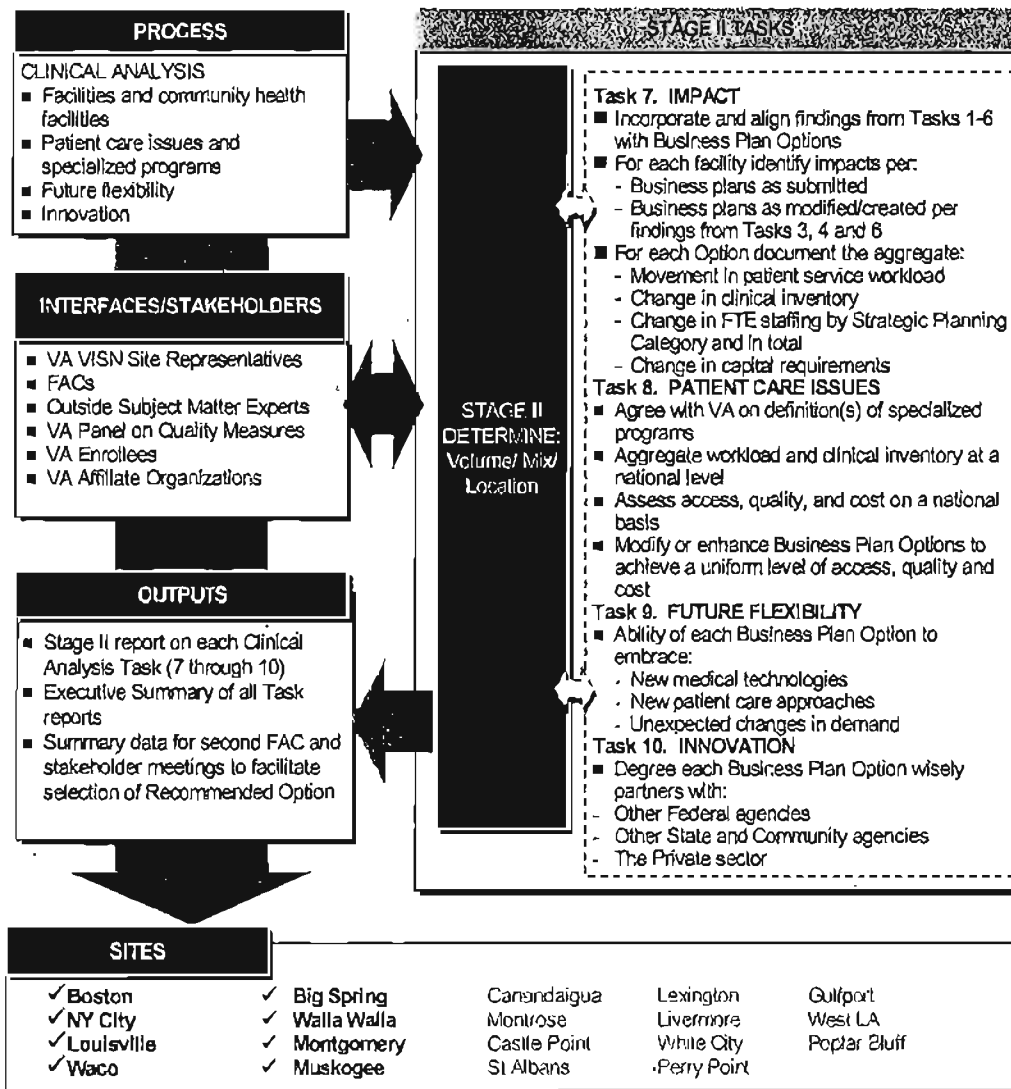 PROCESS
CLINICAL ANALYSIS
■ Facilities and community health
facilities
■ Patient care issues and
specialized programs
■ Future flexibility
■ Innovation
INTERFACES/STAKEHOLDERS
■ VA VISN Site Representatives
■ FACs
■ Outside Subject Matter Experts
■ VA Panel on Quality Measures
■ VA Enrollees
■ VA Affiliate Organizations
OUTPUTS
■ Stage II report on each Clinical
Analysis Task (7 through 10)
■ Executive Summary of all Task
reports
■ Summary data for second FAC and
stakeholder meetings to facilitate
selection of Recommended Option
STAGE II TASKS
STAGE II
DETERMINE:
Volume/ Mix/
Location
Task 7. IMPACT
■ Incorporate and align findings from Tasks 1-6
with Business Plan Options
■ For each facility identify impacts per:
- Business plans as submitted
- Business plans as modified/created per
findings from Tasks 3, 4 and 6
■ For each Option document the aggregate:
- Movement in patient service workload
- Change in clinical inventory
- Change in FTE staffing by Strategic Planning
Category and in total
- Change in capital requirements
Task 8. PATIENT CARE ISSUES
■ Agree with VA on definition(s) of specialized
programs
■ Aggregate workload and clinical inventory at a
national level
■ Assess access, quality, and cost on a national
basis
■ Modify or enhance Business Plan Options to
achieve a uniform level of access, quality and
cost
Task 9. FUTURE FLEXIBILITY
■ Ability of each Business Plan Option to
embrace:
- New medical technologies
- New patient care approaches
- Unexpected changes in demand
Task 10. INNOVATION
■ Degree each Business Plan Option wisely
partners with:
- Other Federal agencies
- Other State and Community agencies
- The Private sector
SITES
✓ Boston ✓ Big Spring Canandaigua Lexington Gulfport
✓ NY City ✓ Walla Walla Montrose Livermore West LA
✓ Louisville ✓ Montgomery Castle Point White City Poplar Bluff
✓ Waco ✓ Muskogee St Albans Perry Point